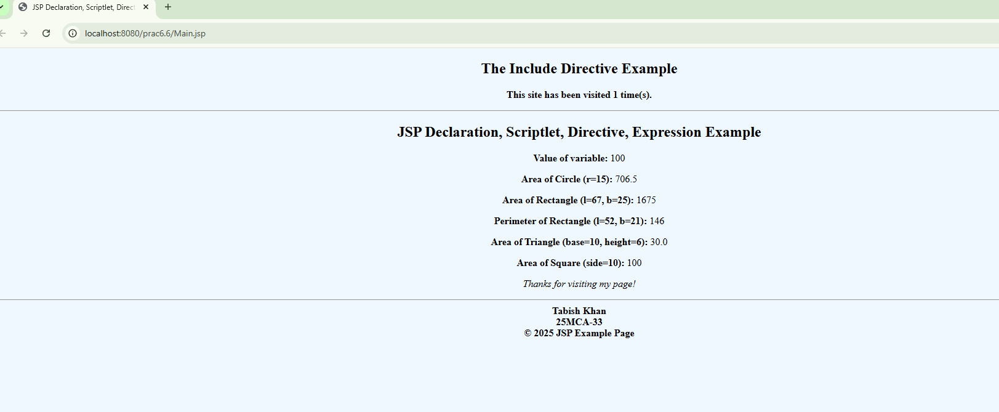 JSP Declaration, Scriptlet, Direct
localhost:8080/prac6.6/Main.jsp
The Include Directive Example
This site has been visited 1 time(s).
JSP Declaration, Scriptlet, Directive, Expression Example
Value of variable: 100
Area of Circle (r=15): 706.5
Area of Rectangle (l=67, b=25): 1675
Perimeter of Rectangle (l=52, b=21): 146
Area of Triangle (base=10, height=6): 30.0
Area of Square (side=10): 100
Thanks for visiting my page!
Tabish Khan
25MCA-33
© 2025 JSP Example Page